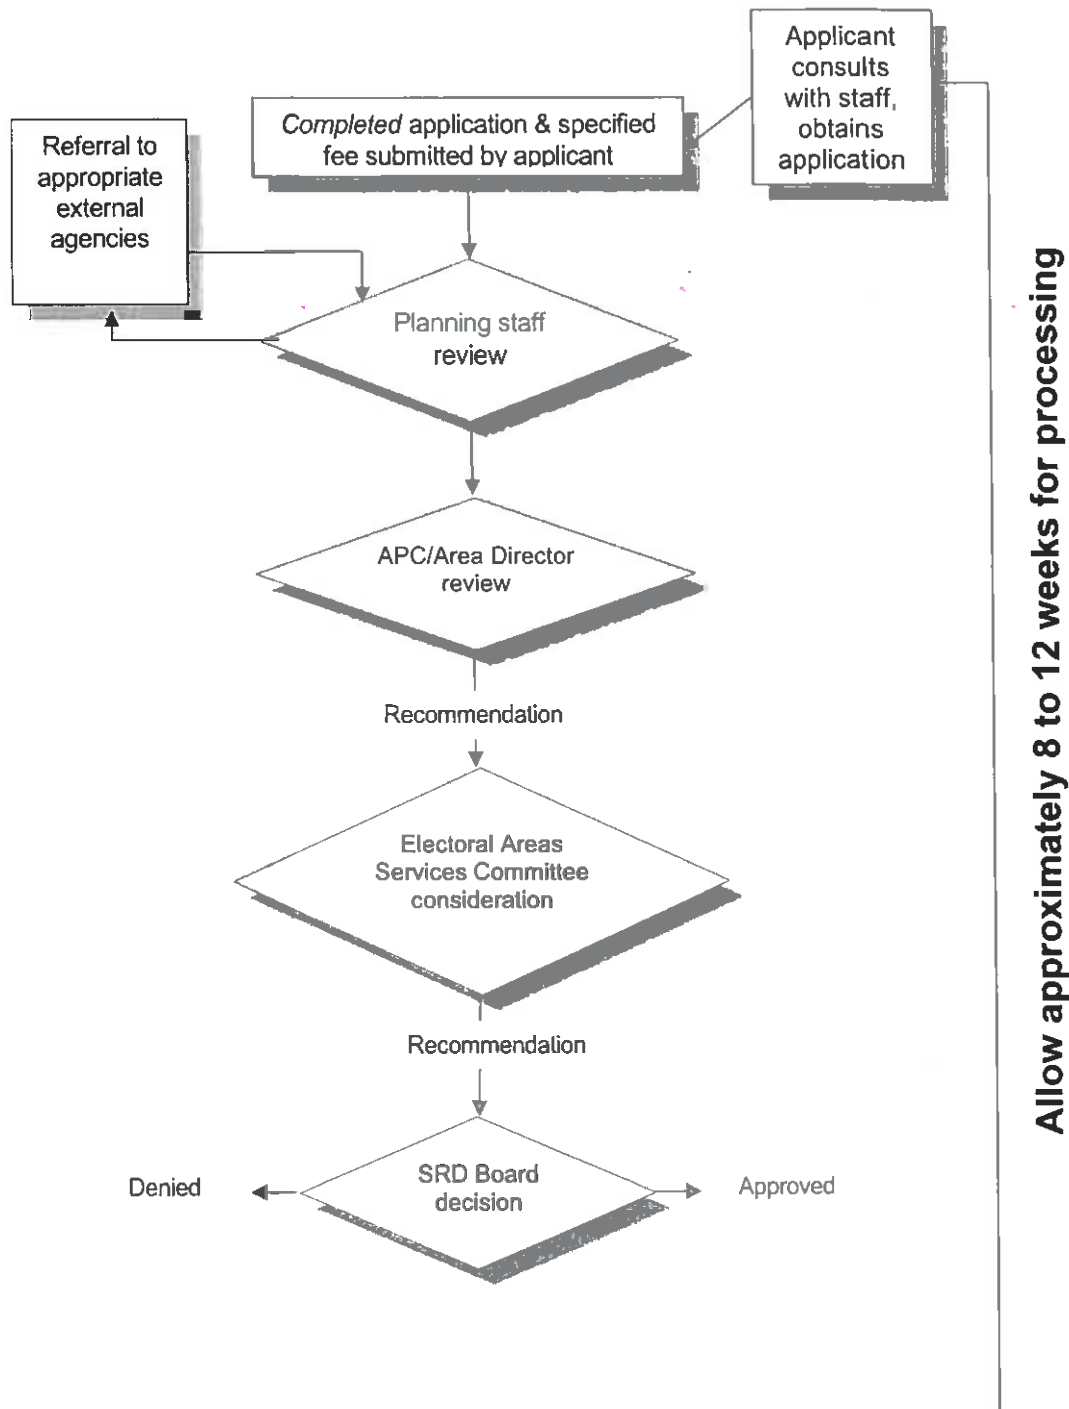 Applicant
consults
with staff,
obtains
application
Completed application & specified
fee submitted by applicant
Referral to
appropriate
external
agencies
Planning staff
review
APC/Area Director
review
Recommendation
Electoral Areas
Services Committee
consideration
Recommendation
SRD Board
decision
Denied
Approved
Allow approximately 8 to 12 weeks for processing